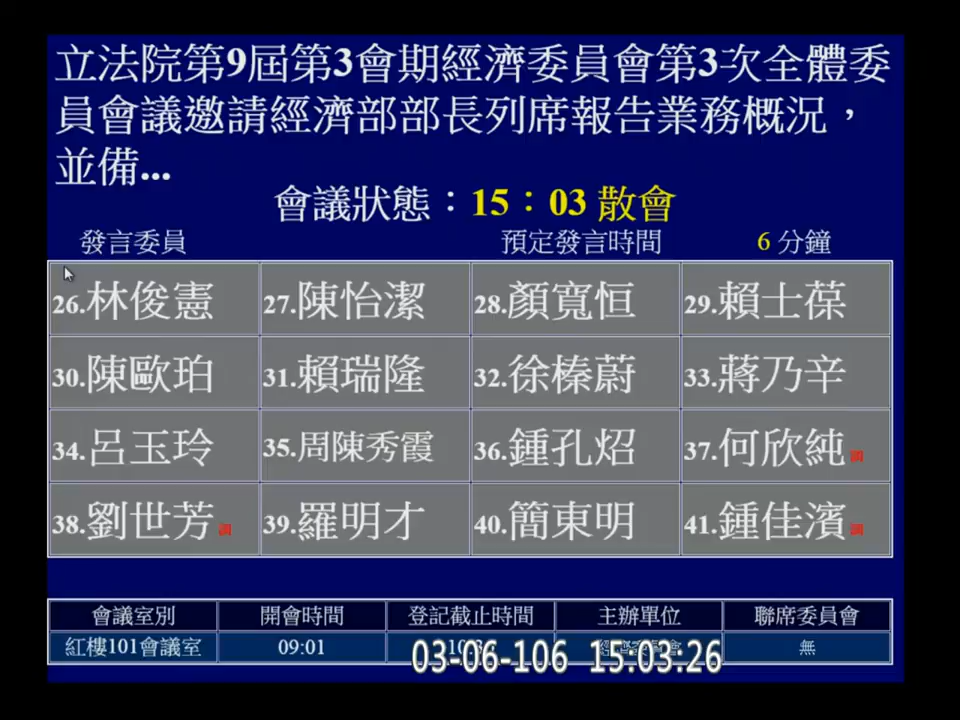 立法院第9屆第3會期經濟委員會第3次全體委
員會議邀請經濟部部長列席報告業務概況，
並備...
會議狀態：15：03 散會
發言委員 預定發言時間 6 分鐘
26.林俊憲 27.陳怡潔 28.顏寬恒 29.賴士葆
30.陳歐珀 31.賴瑞隆 32.徐榛蔚 33.蔣乃辛
34.呂玉玲 35.周陳秀霞 36.鍾孔炤 37.何欣純
38.劉世芳 39.羅明才 40.簡東明 41.鍾佳濱
會議室別 開會時間 登記截止時間 主辦單位 聯席委員會
紅樓101會議室 09:01 無
03-06-106 15:03:26